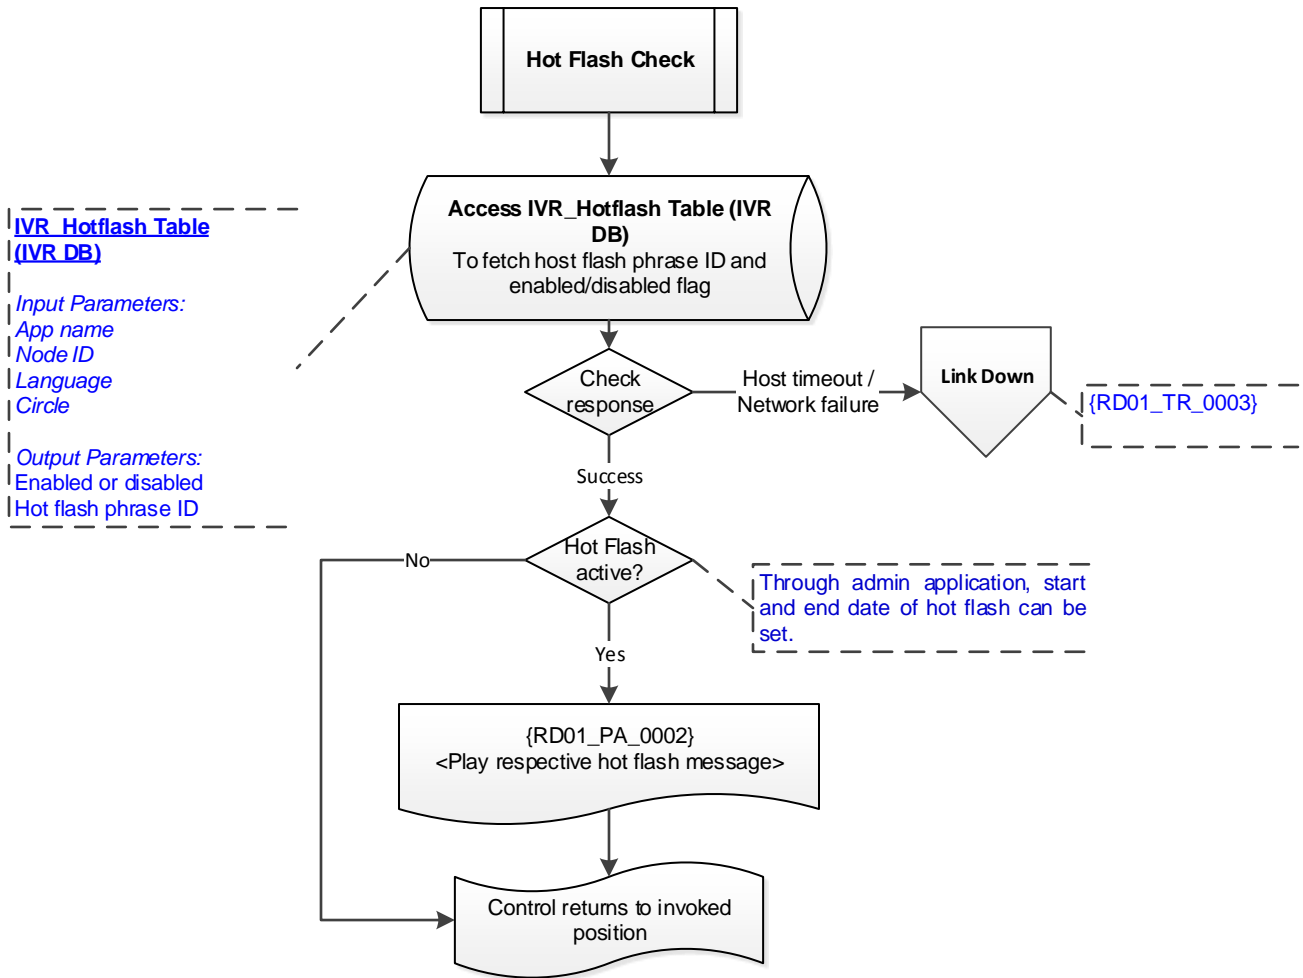 Hot Flash Check
Access IVR_Hotflash Table (IVR
DB)
To fetch host flash phrase ID and
enabled/disabled flag
IVR_Hotflash Table
(IVR DB)
Input Parameters:
App name
Node ID
Language
Circle
Output Parameters:
Enabled or disabled
Hot flash phrase ID
Check
response
Host timeout /
Network failure
Link Down
{RD01_TR_0003}
Success
Hot Flash
active?
No
Through admin application, start
and end date of hot flash can be
set.
Yes
{RD01_PA_0002}
<Play respective hot flash message>
Control returns to invoked
position